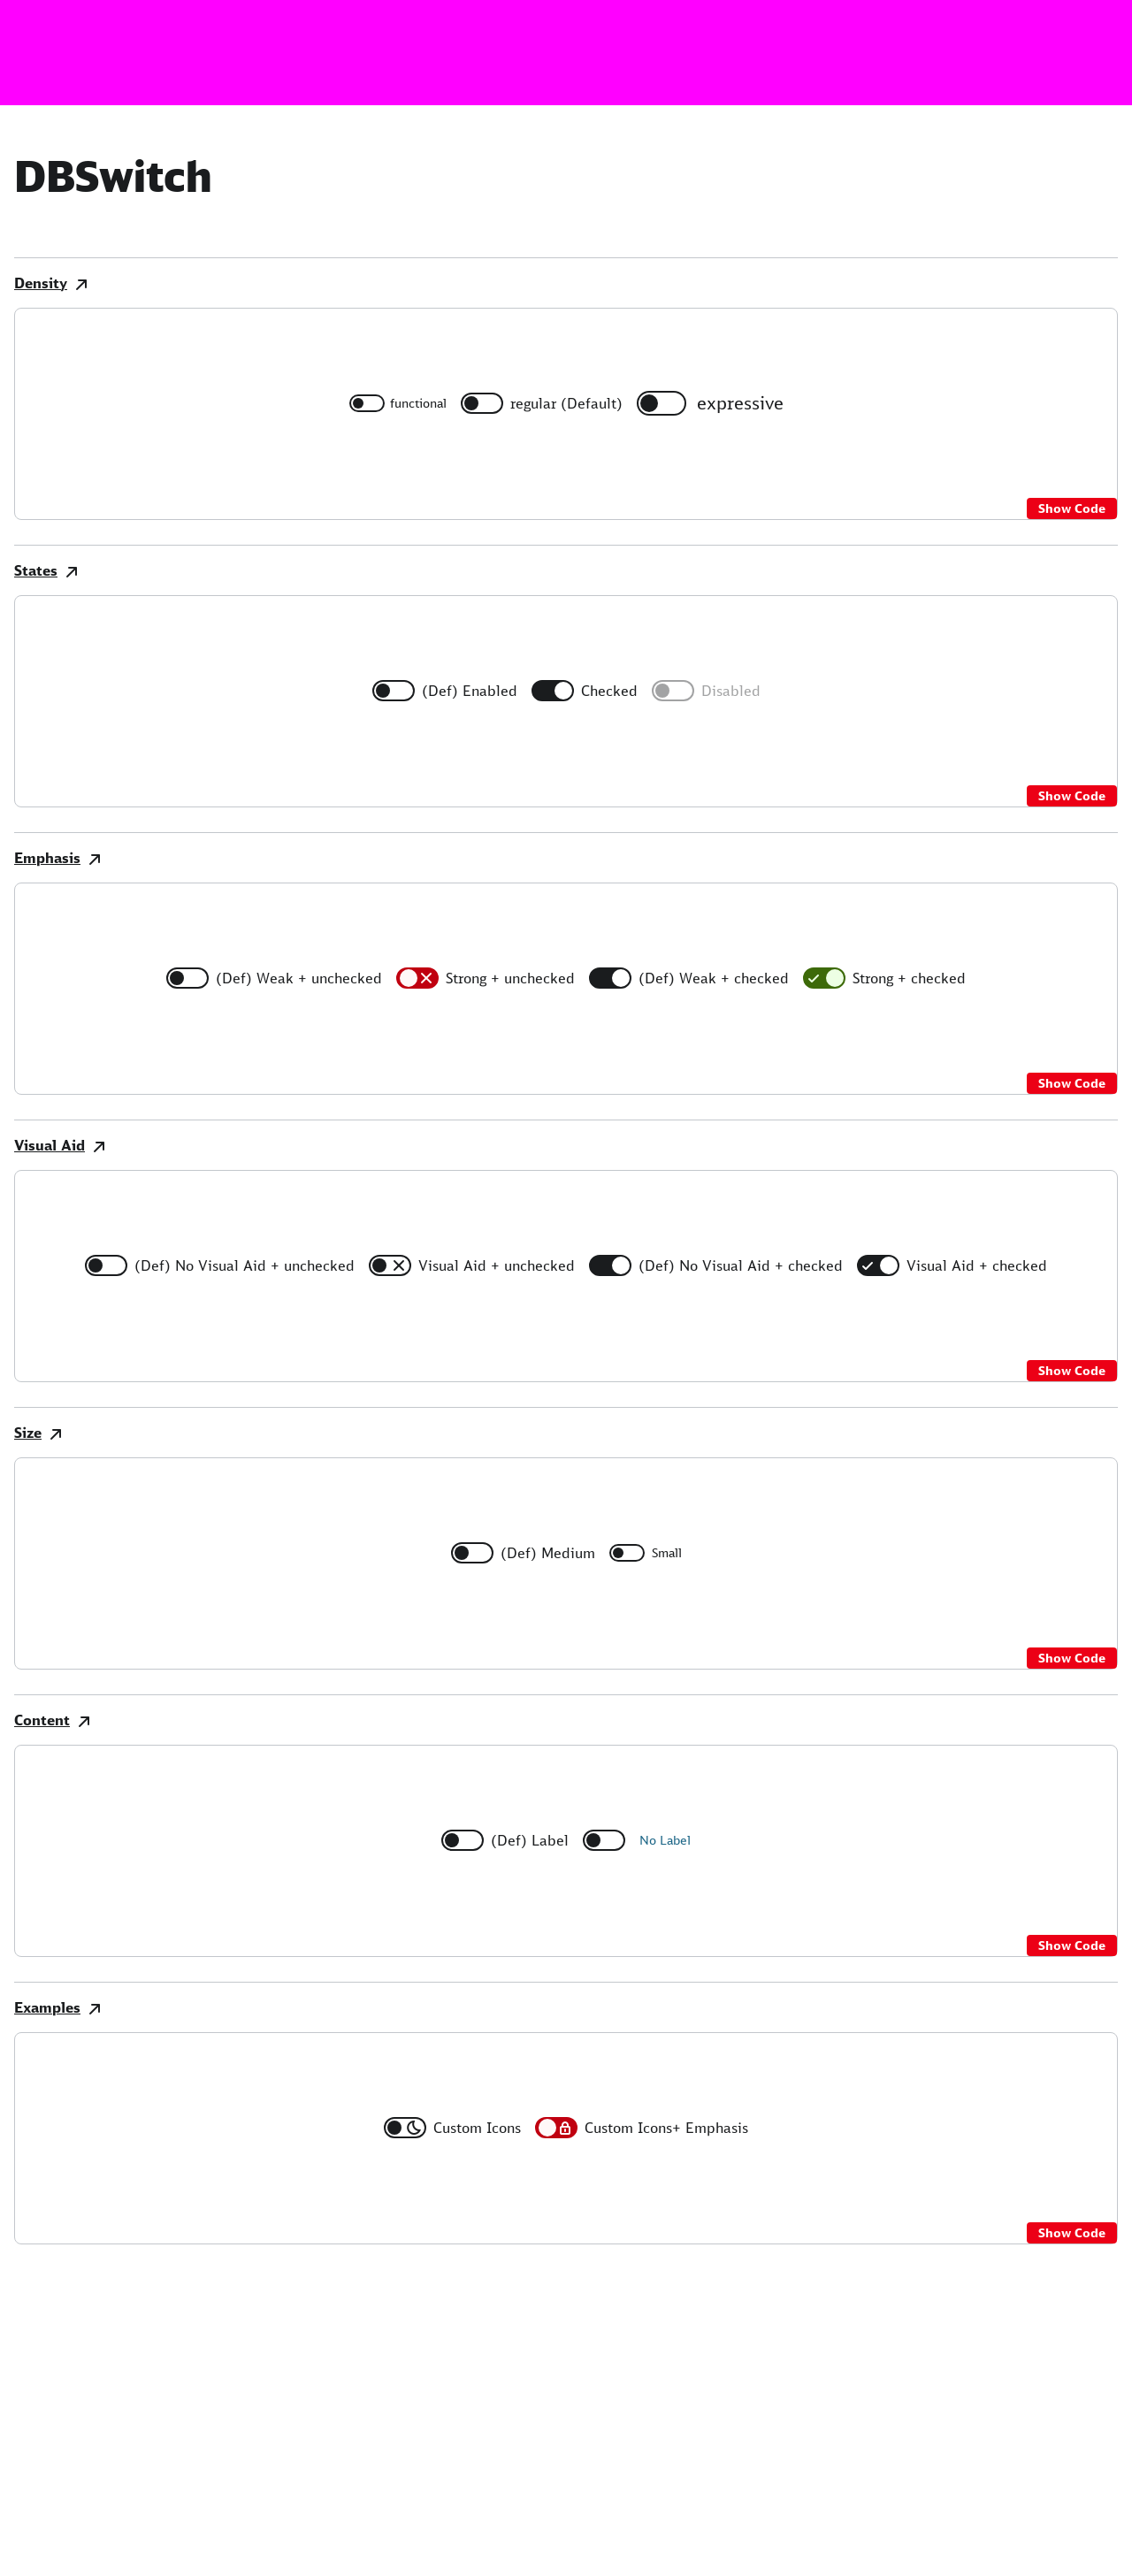 DBSwitch
Density
functional regular (Default) expressive
Show Code
States
(Def) Enabled Checked Disabled
Show Code
Emphasis
(Def) Weak + unchecked Strong + unchecked (Def) Weak + checked Strong + checked
Show Code
Visual Aid
(Def) No Visual Aid + unchecked Visual Aid + unchecked (Def) No Visual Aid + checked Visual Aid + checked
Show Code
Size
(Def) Medium Small
Show Code
Content
(Def) Label No Label
Show Code
Examples
Custom Icons Custom Icons+ Emphasis
Show Code